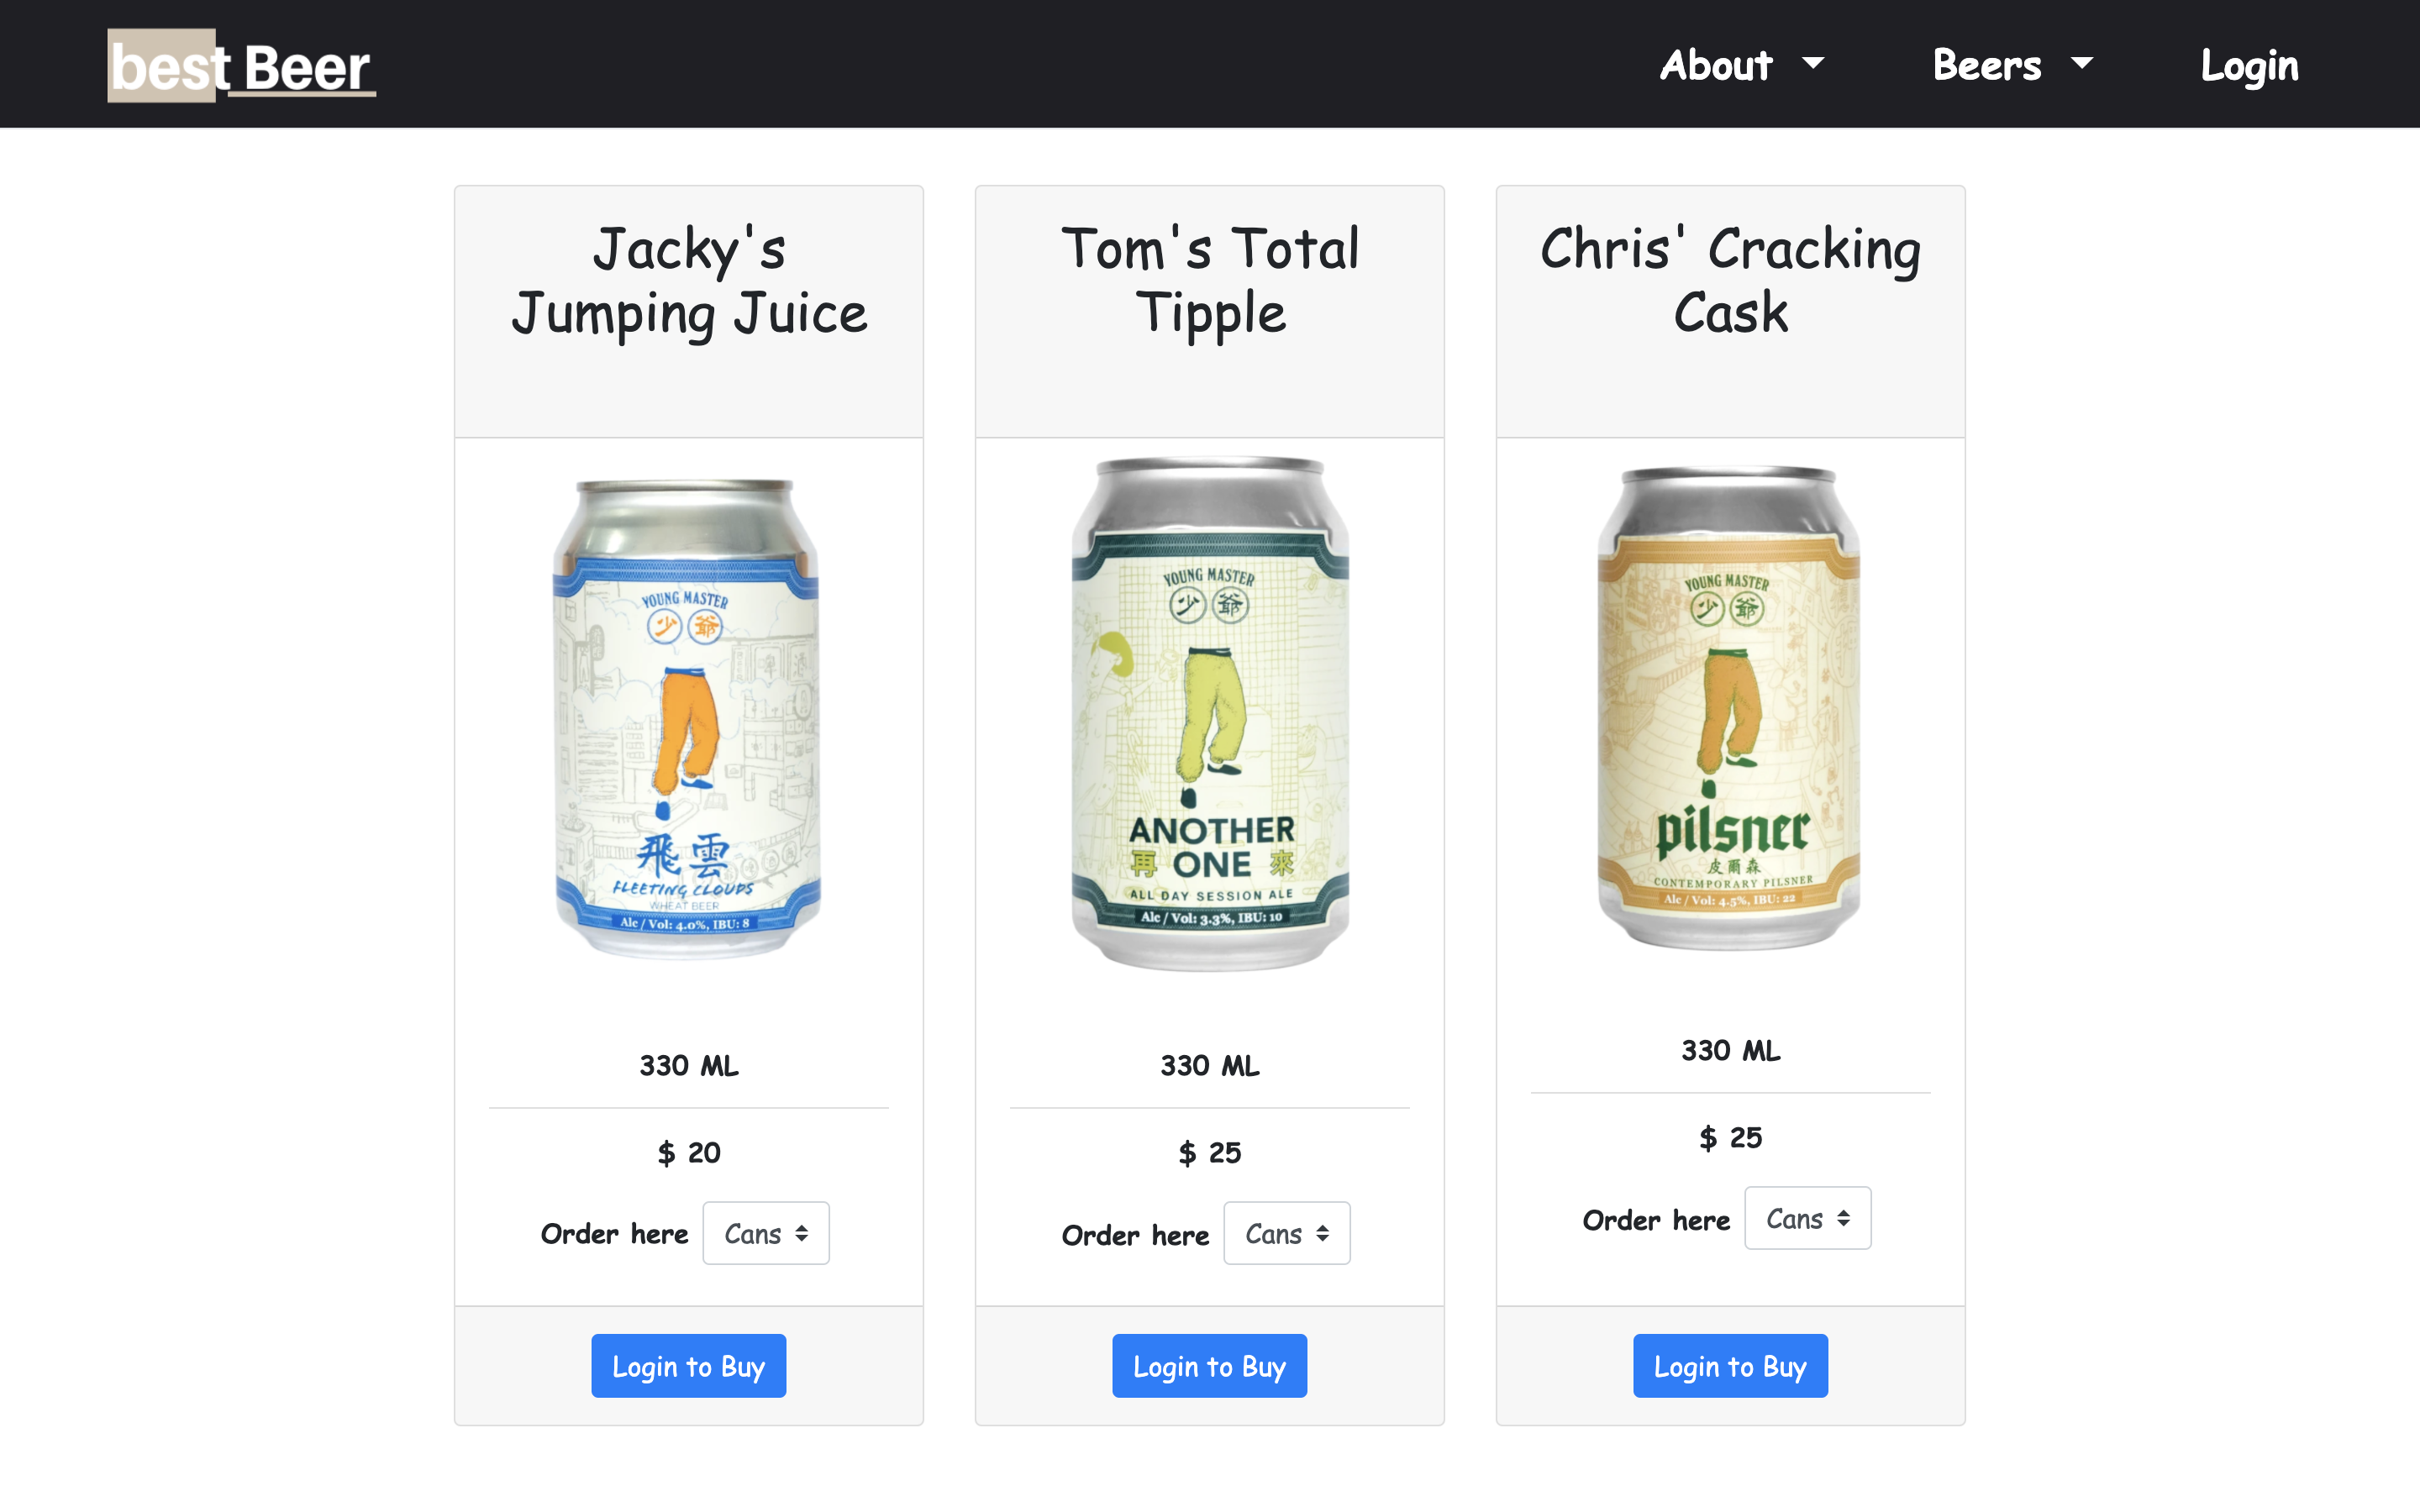 best Beer
About
Beers
Login
Jacky's
Jumping Juice
YOUNG MASTER
少爺
飛雲
FLEETING CLOUDS
WHEAT BEER
Alc / Vol: 4.0%, IBU: 8
330 ML
$ 20
Order here Cans
Login to Buy
Tom's Total
Tipple
YOUNG MASTER
少爺
ANOTHER
再 ONE 來
ALL DAY SESSION ALE
Alc / Vol: 3.3%, IBU: 10
330 ML
$ 25
Order here Cans
Login to Buy
Chris' Cracking
Cask
YOUNG MASTER
少爺
pilsner
皮爾森
CONTEMPORARY PILSNER
Alc / Vol: 4.5%, IBU: 22
330 ML
$ 25
Order here Cans
Login to Buy